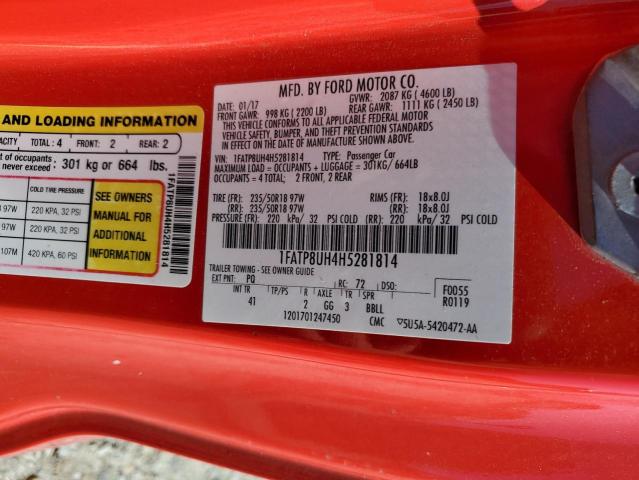 AND LOADING INFORMATION
ACITY TOTAL: 4 FRONT: 2 REAR: 2
nt of occupants
never exceed: 301 kg or 664 lbs.
COLD TIRE PRESSURE
97W 220 KPA, 32 PSI
97W 220 KPA, 32 PSI
107M 420 KPA, 60 PSI
SEE OWNERS
MANUAL FOR
ADDITIONAL
INFORMATION
1FATP8UH4H5281814
MFD. BY FORD MOTOR CO.
01/17 GVWR: 2087 KG ( 4600 LB)
FRONT GAWR: 998 KG ( 2200 LB) REAR GAWR: 1111 KG ( 2450 LB)
THIS VEHICLE CONFORMS TO ALL APPLICABLE FEDERAL MOTOR VEHICLE
SAFETY, BUMPER, AND THEFT PREVENTION STANDARDS IN EFFECT ON THE
DATE OF MANUFACTURE SHOWN ABOVE.
VIN: 1FATP8UH4H5281814 TYPE: Passenger Car
MAXIMUM LOAD = OCCUPANTS + LUGGAGE = 301KG/ 664LB
OCCUPANTS = 4 TOTAL; 2 FRONT, 2 REAR
TIRE (FR): 235/50R18 97W RIMS (FR): 18x8.0J
(RR): 235/50R18 97W (RR): 18x8.0J
PRESSURE (FR): 220 kPa/ 32 PSI COLD (RR): 220 kPa/ 32 PSI COLD
1FATP8UH4H5281814
TRAILER TOWING - SEE OWNER GUIDE
EXT PNT: PQ RC: 72 DSO: F0055
INT TR TP/PS R AXLE TR SPR R0119
41 2 GG 3 BBLL
1201701247450 CMC ▽5U5A-5420472-AA